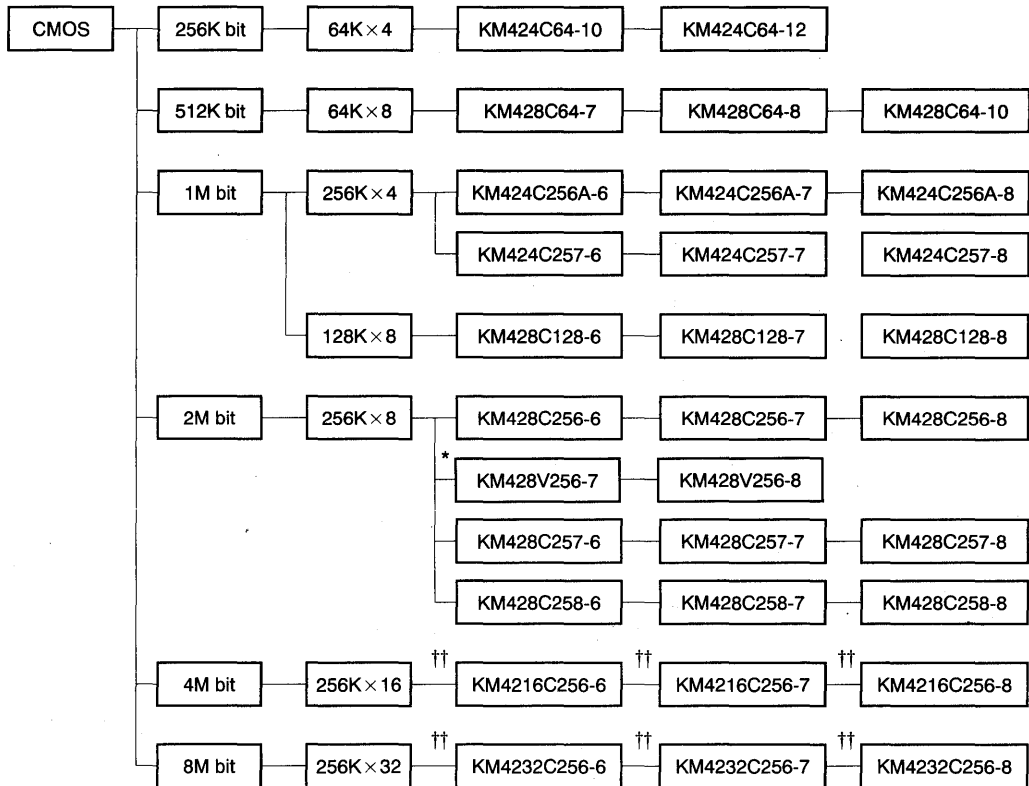 CMOS 256K bit 64K×4 KM424C64-10 KM424C64-12
512K bit 64K×8 KM428C64-7 KM428C64-8 KM428C64-10
1M bit 256K×4 KM424C256A-6 KM424C256A-7 KM424C256A-8
KM424C257-6 KM424C257-7 KM424C257-8
128K×8 KM428C128-6 KM428C128-7 KM428C128-8
2M bit 256K×8 KM428C256-6 KM428C256-7 KM428C256-8
* KM428V256-7 KM428V256-8
KM428C257-6 KM428C257-7 KM428C257-8
KM428C258-6 KM428C258-7 KM428C258-8
4M bit 256K×16 †† KM4216C256-6 †† KM4216C256-7 †† KM4216C256-8
8M bit 256K×32 †† KM4232C256-6 †† KM4232C256-7 †† KM4232C256-8